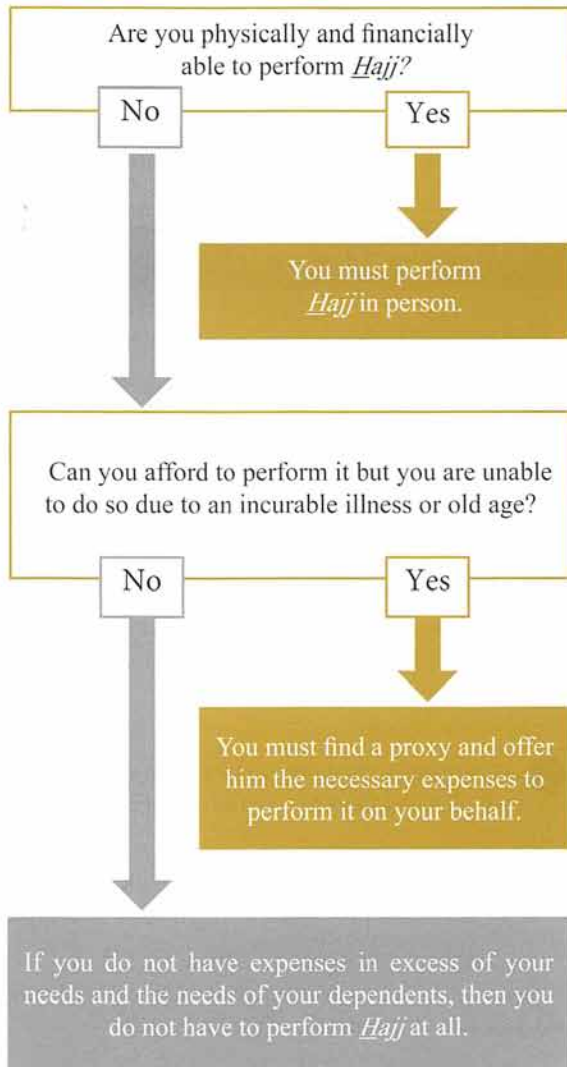 Are you physically and financially
able to perform Hajj?
No
Yes
You must perform
Hajj in person.
Can you afford to perform it but you are unable
to do so due to an incurable illness or old age?
No
Yes
You must find a proxy and offer
him the necessary expenses to
perform it on your behalf.
If you do not have expenses in excess of your
needs and the needs of your dependents, then you
do not have to perform Hajj at all.